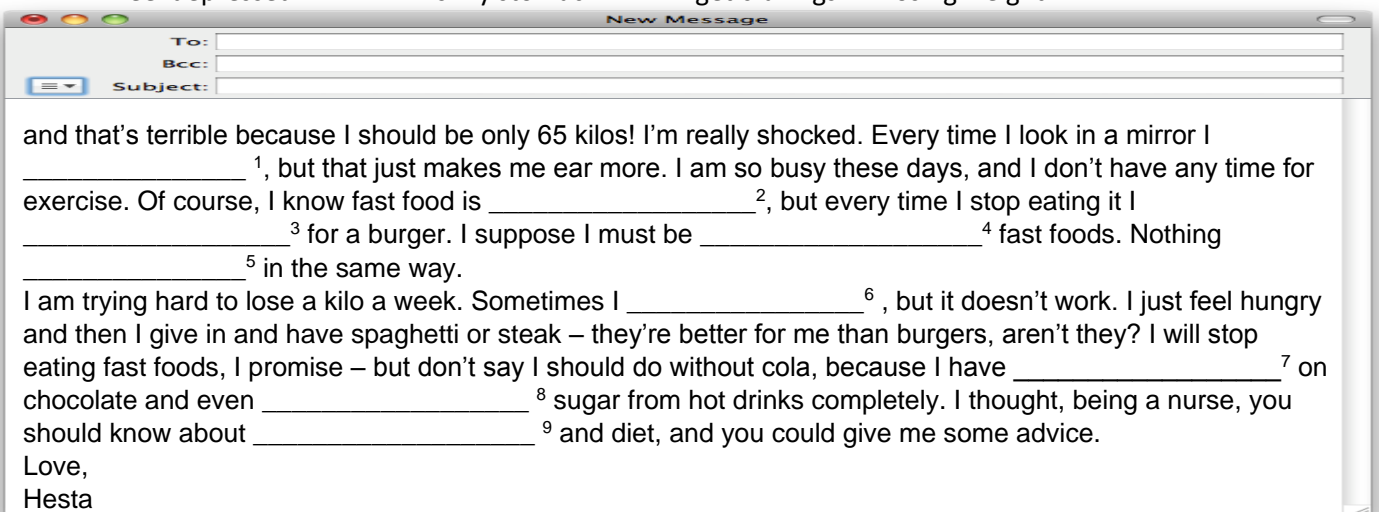 depressed
New Message
To:
Bcc:
Subject:
and that’s terrible because I should be only 65 kilos! I’m really shocked. Every time I look in a mirror I
_______________ ¹, but that just makes me ear more. I am so busy these days, and I don’t have any time for
exercise. Of course, I know fast food is __________________², but every time I stop eating it I
__________________³ for a burger. I suppose I must be ___________________⁴ fast foods. Nothing
_______________⁵ in the same way.
I am trying hard to lose a kilo a week. Sometimes I ________________⁶ , but it doesn’t work. I just feel hungry
and then I give in and have spaghetti or steak – they’re better for me than burgers, aren’t they? I will stop
eating fast foods, I promise – but don’t say I should do without cola, because I have __________________⁷ on
chocolate and even __________________ ⁸ sugar from hot drinks completely. I thought, being a nurse, you
should know about ___________________ ⁹ and diet, and you could give me some advice.
Love,
Hesta